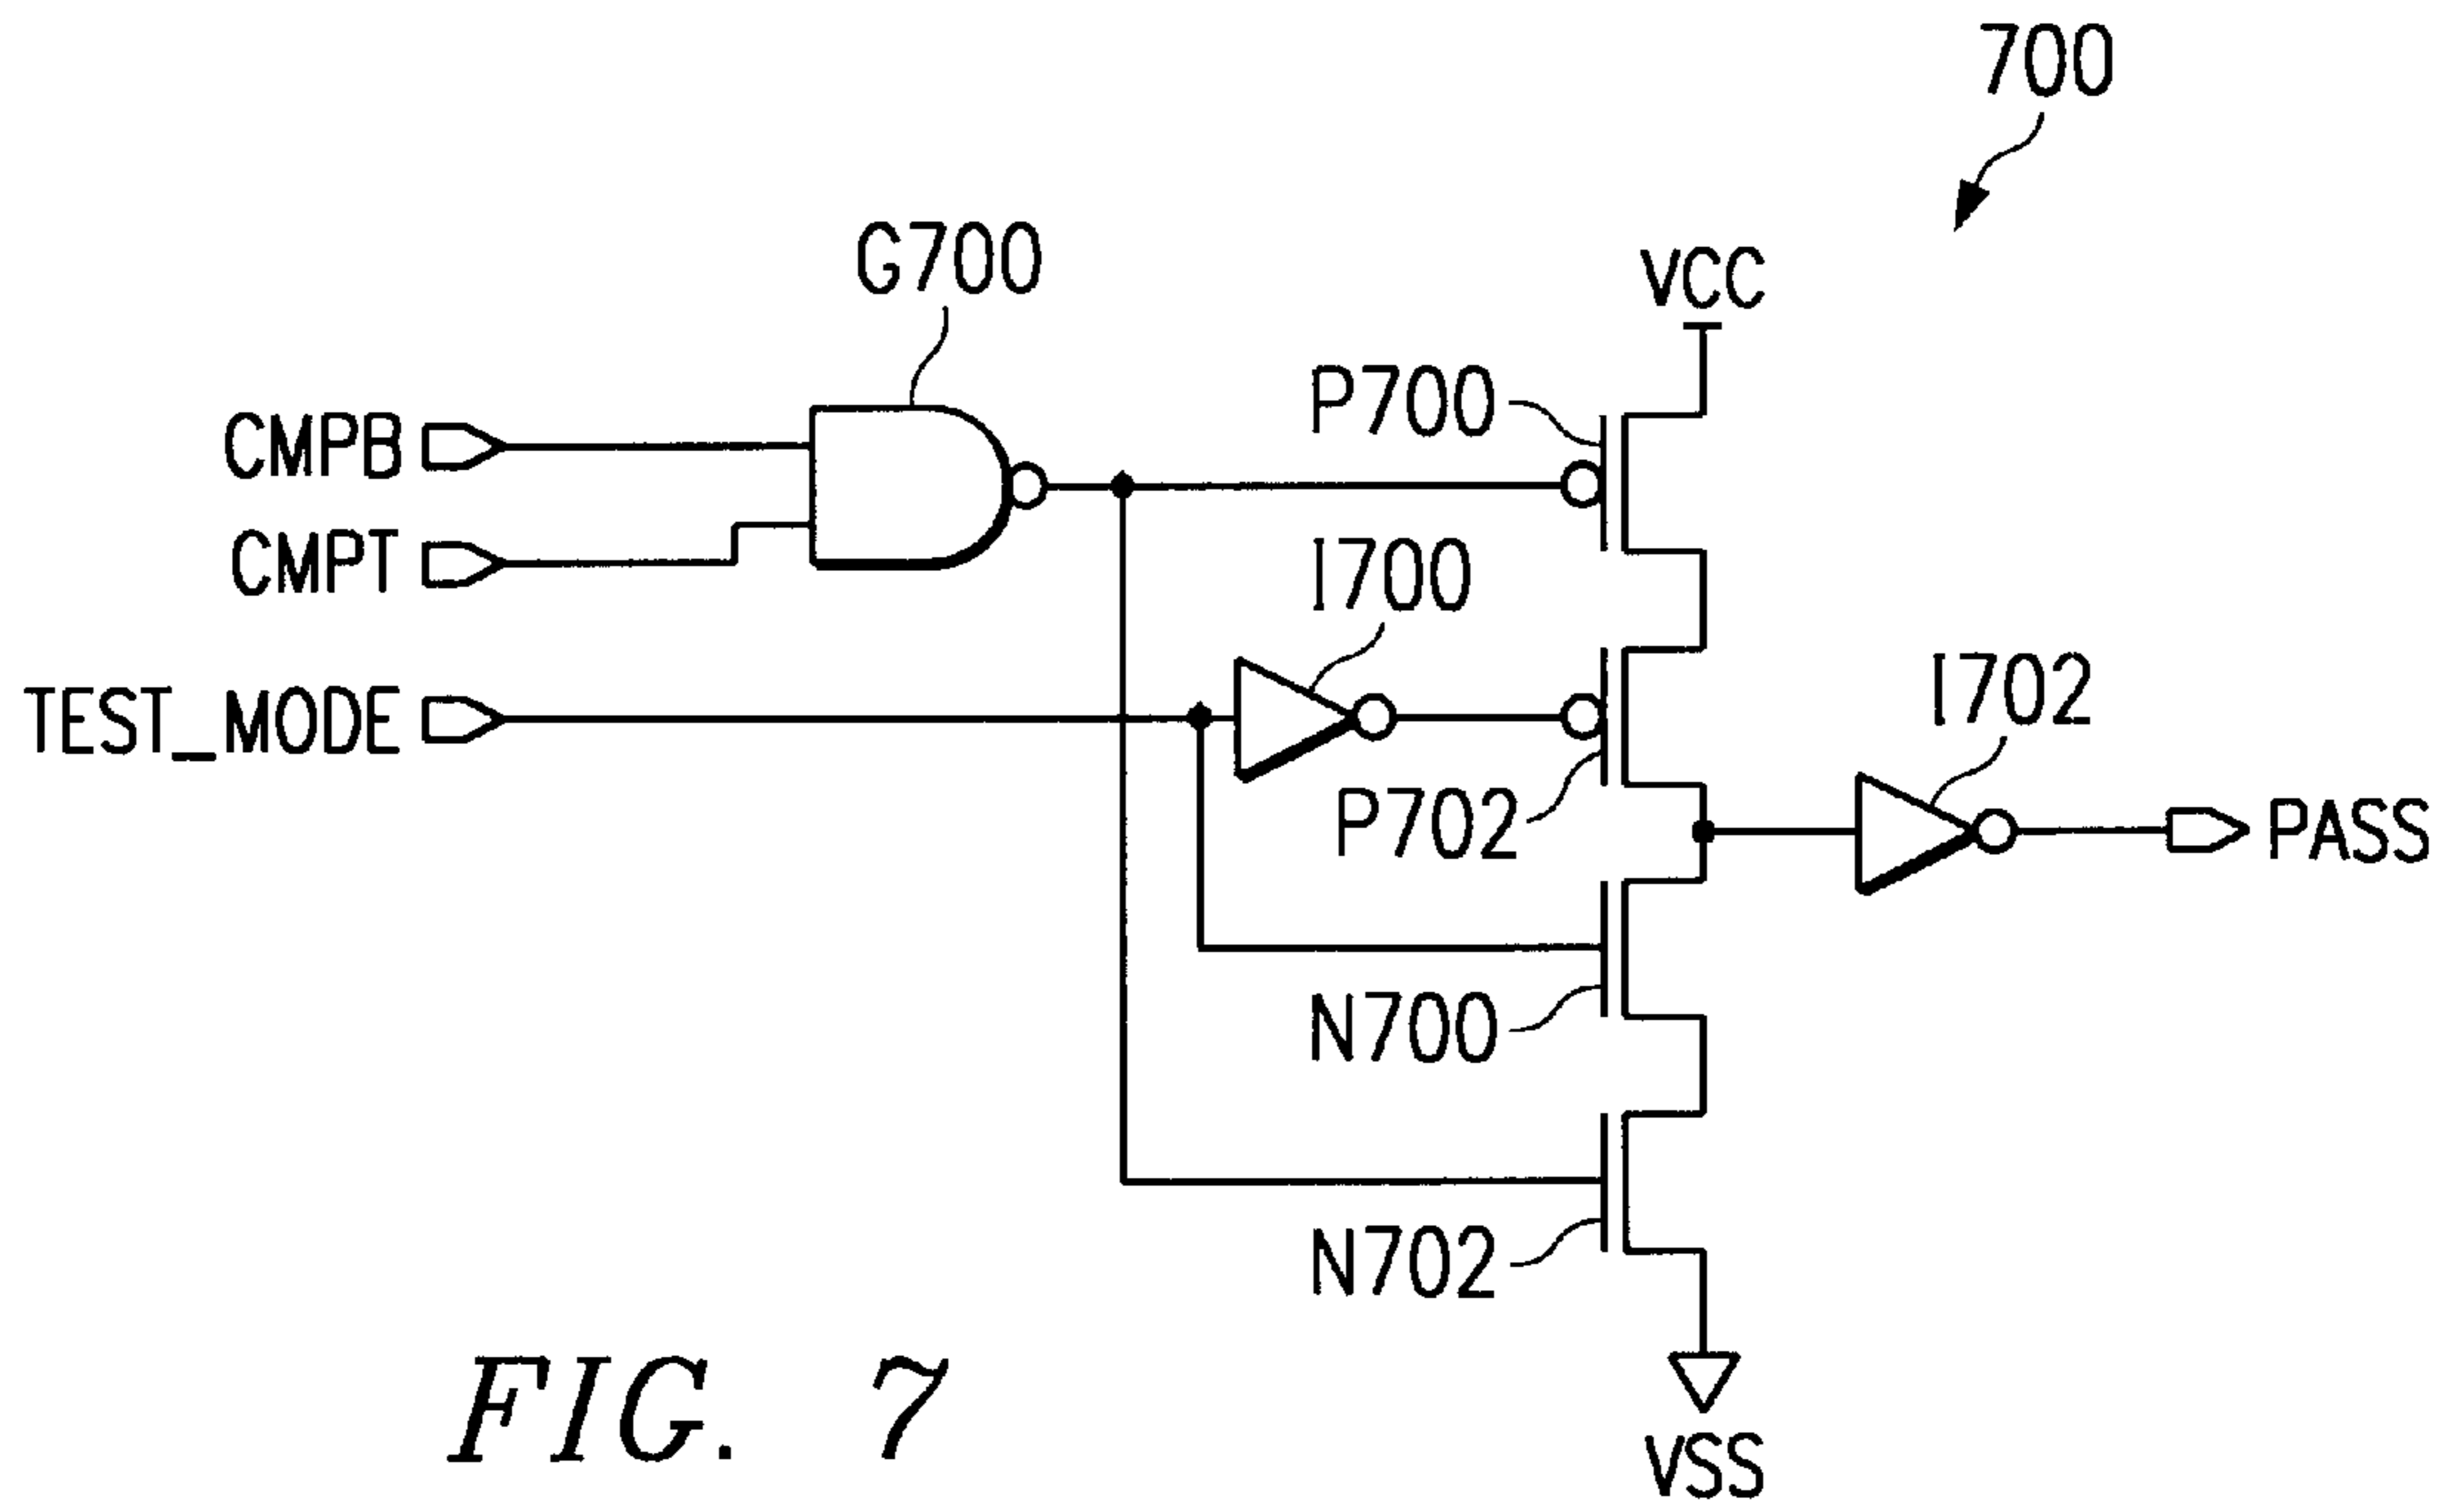 700
G700
VCC
P700
CMPB
CMPT
I700
TEST_MODE
I702
P702
PASS
N700
N702
FIG. 7
VSS